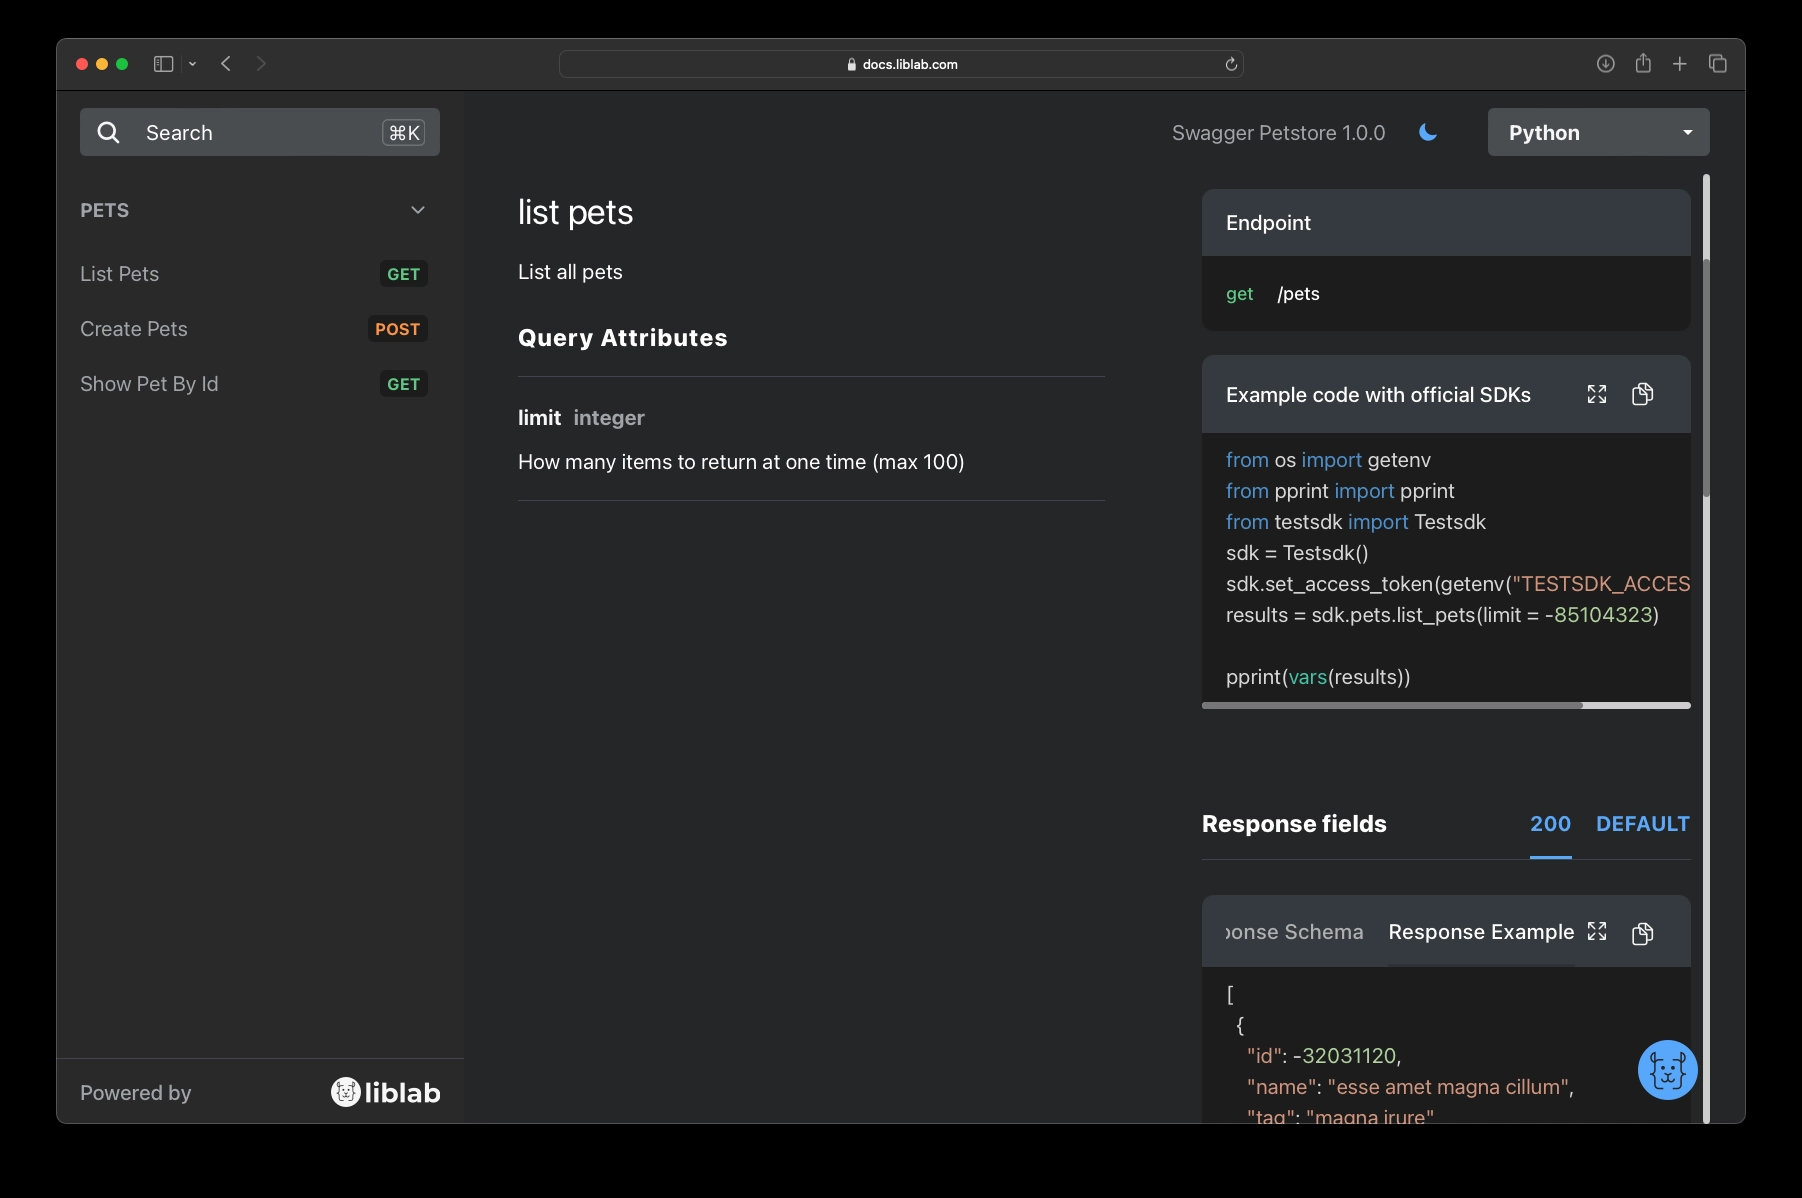 docs.liblab.com
Search ⌘K
Swagger Petstore 1.0.0
Python
PETS
List Pets GET
Create Pets POST
Show Pet By Id GET
Powered by liblab
list pets
List all pets
Query Attributes
limit integer
How many items to return at one time (max 100)
Endpoint
get /pets
Example code with official SDKs
from os import getenv
from pprint import pprint
from testsdk import Testsdk
sdk = Testsdk()
sdk.set_access_token(getenv("TESTSDK_ACCES
results = sdk.pets.list_pets(limit = -85104323)
pprint(vars(results))
Response fields 200 DEFAULT
ponse Schema Response Example
[
{
"id": -32031120,
"name": "esse amet magna cillum",
"tag": "magna irure"